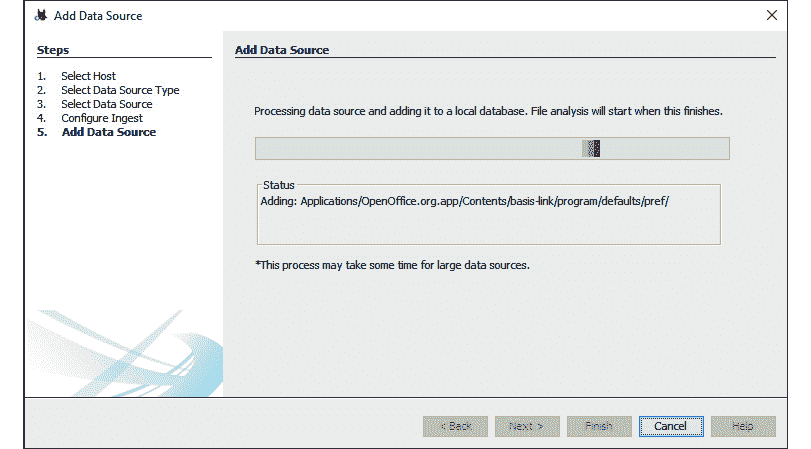 Add Data Source
Steps
1. Select Host
2. Select Data Source Type
3. Select Data Source
4. Configure Ingest
5. Add Data Source
Add Data Source
Processing data source and adding it to a local database. File analysis will start when this finishes.
Status
Adding: Applications/OpenOffice.org.app/Contents/basis-link/program/defaults/pref/
*This process may take some time for large data sources.
< Back
Next >
Finish
Cancel
Help